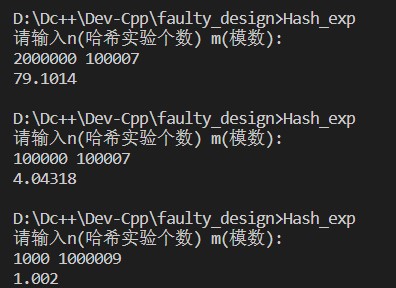 D:\Dc++\Dev-Cpp\faulty_design>Hash_exp
请输入n(哈希实验个数) m(模数):
2000000 100007
79.1014
D:\Dc++\Dev-Cpp\faulty_design>Hash_exp
请输入n(哈希实验个数) m(模数):
100000 100007
4.04318
D:\Dc++\Dev-Cpp\faulty_design>Hash_exp
请输入n(哈希实验个数) m(模数):
1000 1000009
1.002